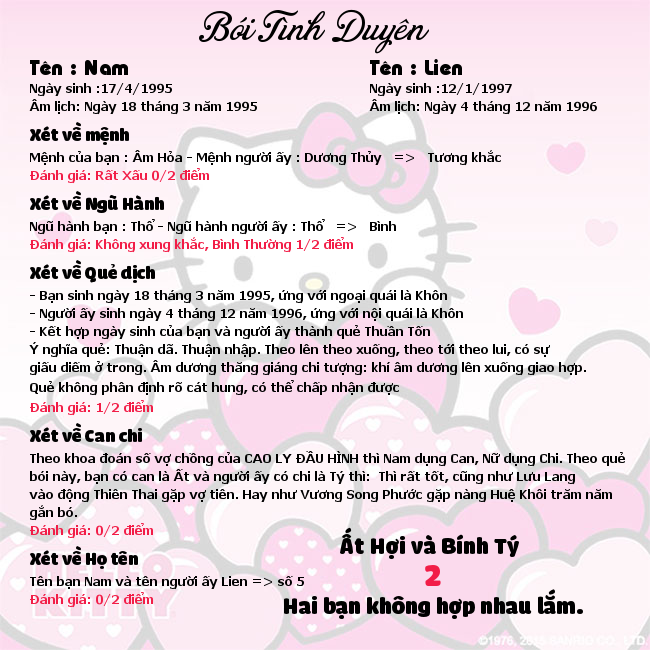 Bói Tình Duyên
Tên : Nam
Ngày sinh :17/4/1995
Âm lịch: Ngày 18 tháng 3 năm 1995
Tên : Lien
Ngày sinh :12/1/1997
Âm lịch: Ngày 4 tháng 12 năm 1996
Xét về mệnh
Mệnh của bạn : Âm Hỏa - Mệnh người ấy : Dương Thủy => Tương khắc
Đánh giá: Rất Xấu 0/2 điểm
Xét về Ngũ Hành
Ngũ hành bạn : Thổ - Ngũ hành người ấy : Thổ => Bình
Đánh giá: Không xung khắc, Bình Thường 1/2 điểm
Xét về Quẻ dịch
- Bạn sinh ngày 18 tháng 3 năm 1995, ứng với ngoại quái là Khôn
- Người ấy sinh ngày 4 tháng 12 năm 1996, ứng với nội quái là Khôn
- Kết hợp ngày sinh của bạn và người ấy thành quẻ Thuần Tốn
Ý nghĩa quẻ: Thuận dã. Thuận nhập. Theo lên theo xuống, theo tới theo lui, có sự
giấu diếm ở trong. Âm dương thăng giáng chi tượng: khí âm dương lên xuống giao hợp.
Quẻ không phân định rõ cát hung, có thể chấp nhận được
Đánh giá: 1/2 điểm
Xét về Can chi
Theo khoa đoán số vợ chồng của CAO LY ĐẦU HÌNH thì Nam dụng Can, Nữ dụng Chi. Theo quẻ
bói này, bạn có can là Ất và người ấy có chi là Tý thì: Thì rất tốt, cũng như Lưu Lang
vào động Thiên Thai gặp vợ tiên. Hay như Vương Song Phước gặp nàng Huệ Khôi trăm năm
gắn bó.
Đánh giá: 0/2 điểm
Xét về Họ tên
Tên bạn Nam và tên người ấy Lien => số 5
Đánh giá: 0/2 điểm
Ất Hợi và Bính Tý
2
Hai bạn không hợp nhau lắm.
KITTY
©1976, 2015 SANRIO CO., LTD.